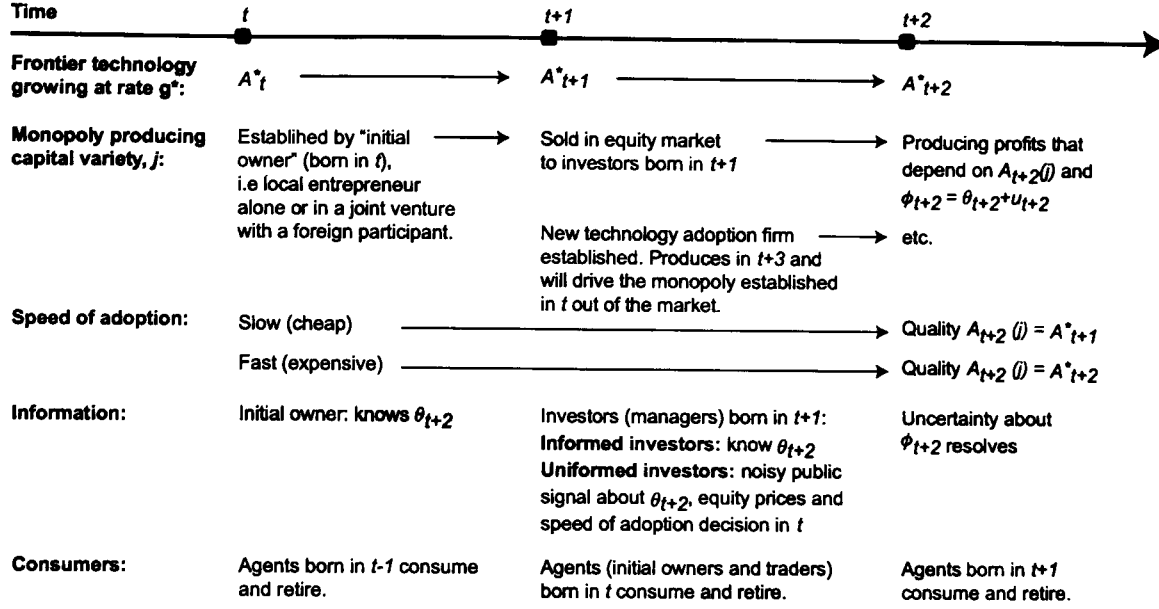 Time
t
t+1
t+2
Frontier technology
growing at rate g*:
A*t
A*t+1
A*t+2
Monopoly producing
capital variety, j:
Establihed by "initial
owner" (born in t),
i.e local entrepreneur
alone or in a joint venture
with a foreign participant.
Sold in equity market
to investors born in t+1
Producing profits that
depend on At+2(j) and
ϕt+2 = θt+2+ut+2
New technology adoption firm
established. Produces in t+3 and
will drive the monopoly established
in t out of the market.
etc.
Speed of adoption:
Slow (cheap)
Quality At+2 (j) = A*t+1
Fast (expensive)
Quality At+2 (j) = A*t+2
Information:
Initial owner: knows θt+2
Investors (managers) born in t+1:
Informed investors: know θt+2
Uniformed investors: noisy public
signal about θt+2, equity prices and
speed of adoption decision in t
Uncertainty about
ϕt+2 resolves
Consumers:
Agents born in t-1 consume
and retire.
Agents (initial owners and traders)
born in t consume and retire.
Agents born in t+1
consume and retire.